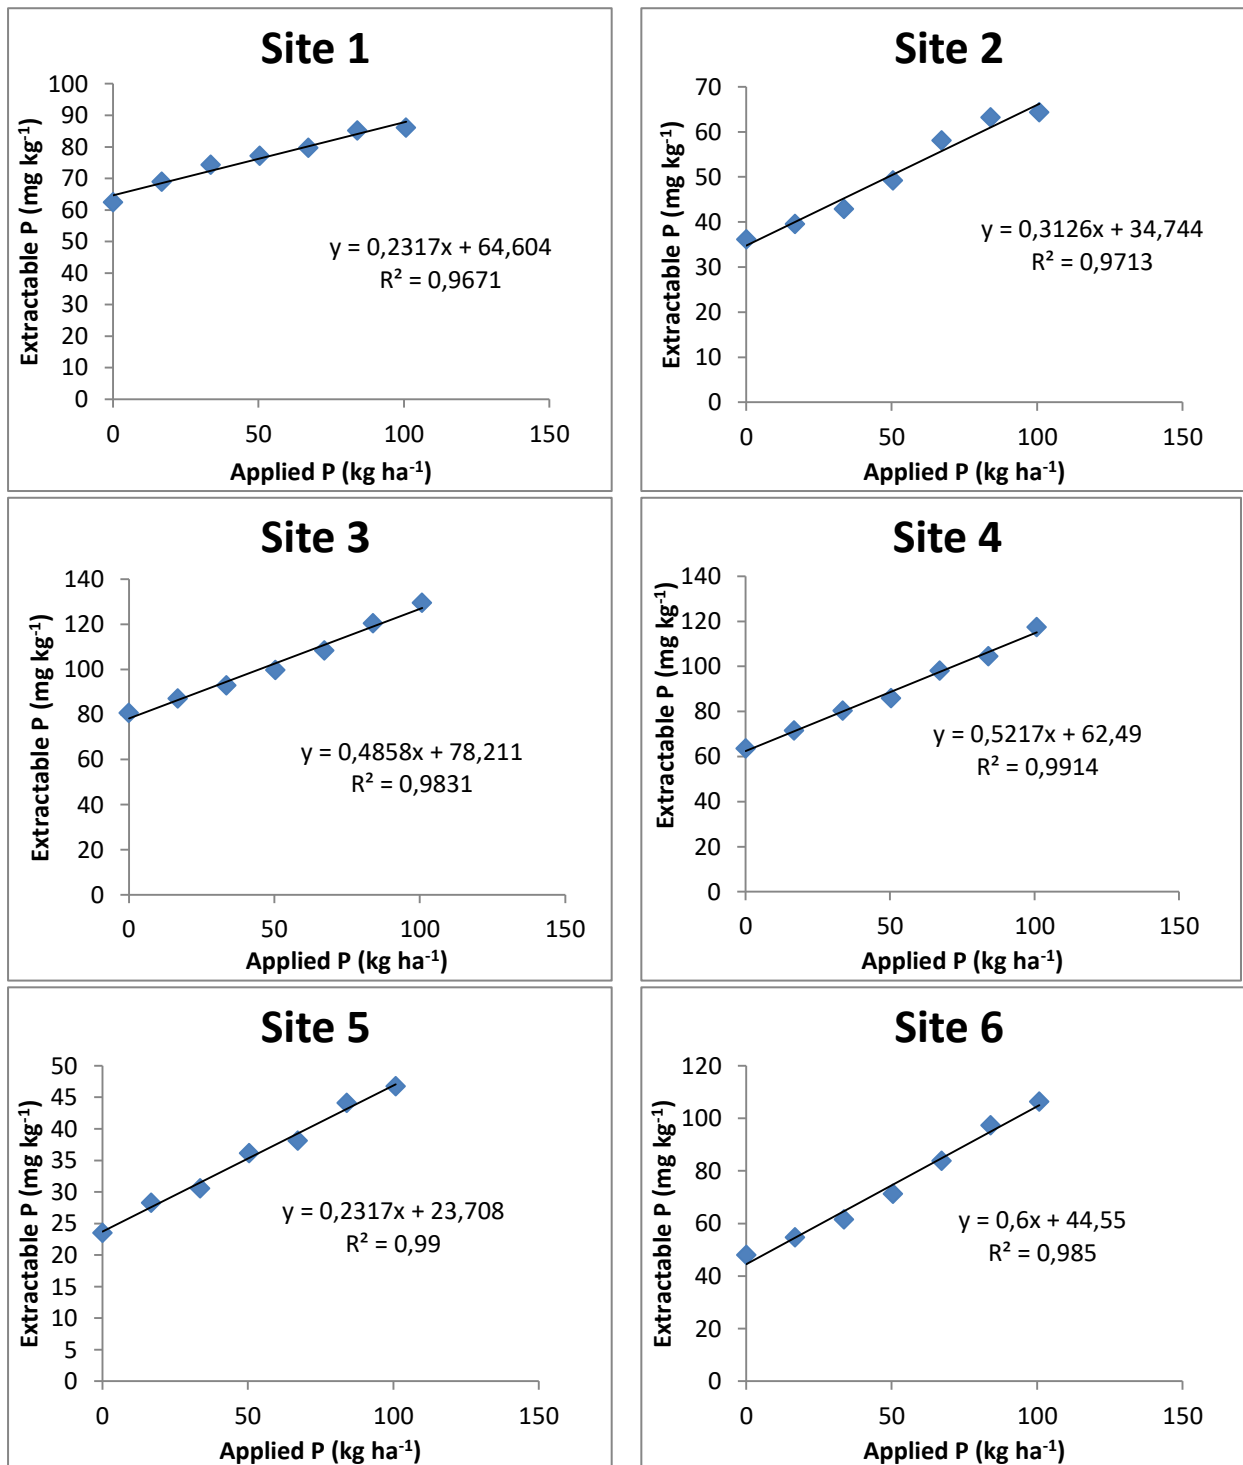 Site 1
Extractable P (mg kg⁻¹)
100
90
80
70
60
50
40
30
20
10
0
y = 0,2317x + 64,604
R² = 0,9671
0 50 100 150
Applied P (kg ha⁻¹)
Site 2
Extractable P (mg kg⁻¹)
70
60
50
40
30
20
10
0
y = 0,3126x + 34,744
R² = 0,9713
0 50 100 150
Applied P (kg ha⁻¹)
Site 3
Extractable P (mg kg⁻¹)
140
120
100
80
60
40
20
0
y = 0,4858x + 78,211
R² = 0,9831
0 50 100 150
Applied P (kg ha⁻¹)
Site 4
Extractable P (mg kg⁻¹)
140
120
100
80
60
40
20
0
y = 0,5217x + 62,49
R² = 0,9914
0 50 100 150
Applied P (kg ha⁻¹)
Site 5
Extractable P (mg kg⁻¹)
50
45
40
35
30
25
20
15
10
5
0
y = 0,2317x + 23,708
R² = 0,99
0 50 100 150
Applied P (kg ha⁻¹)
Site 6
Extractable P (mg kg⁻¹)
120
100
80
60
40
20
0
y = 0,6x + 44,55
R² = 0,985
0 50 100 150
Applied P (kg ha⁻¹)